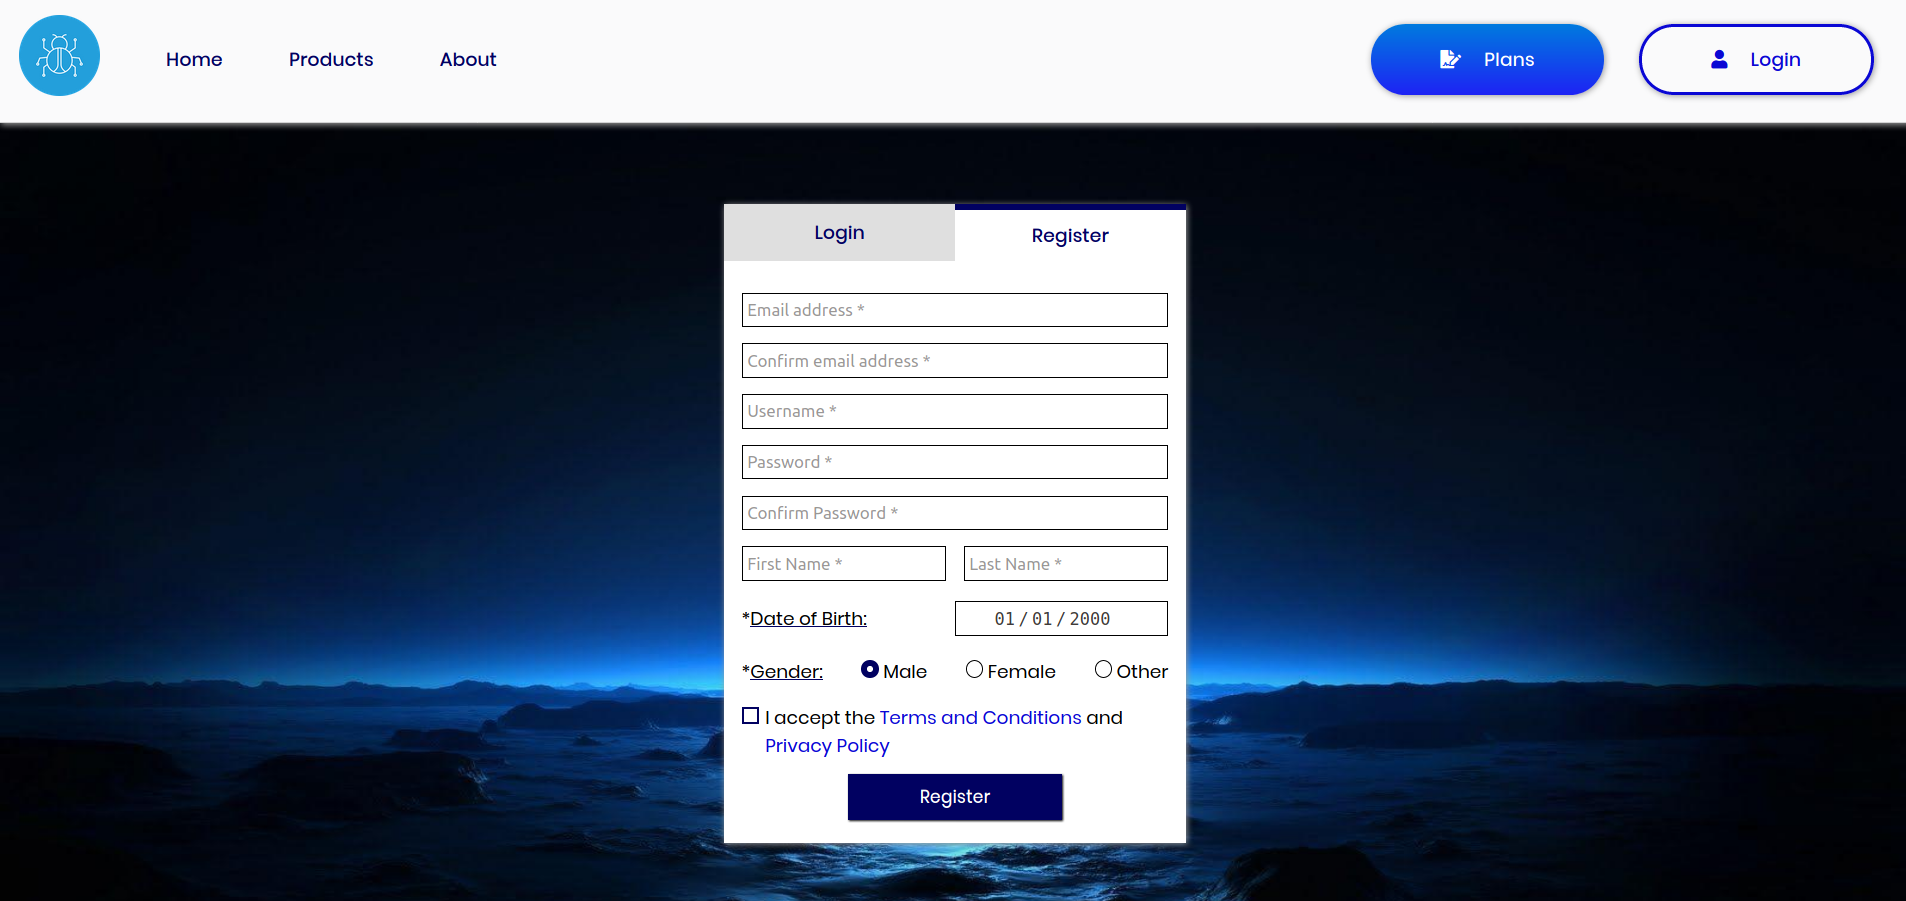 Home Products About Plans Login
Login Register
Email address *
Confirm email address *
Username *
Password *
Confirm Password *
First Name * Last Name *
*Date of Birth: 01 / 01 / 2000
*Gender: Male Female Other
I accept the Terms and Conditions and
Privacy Policy
Register